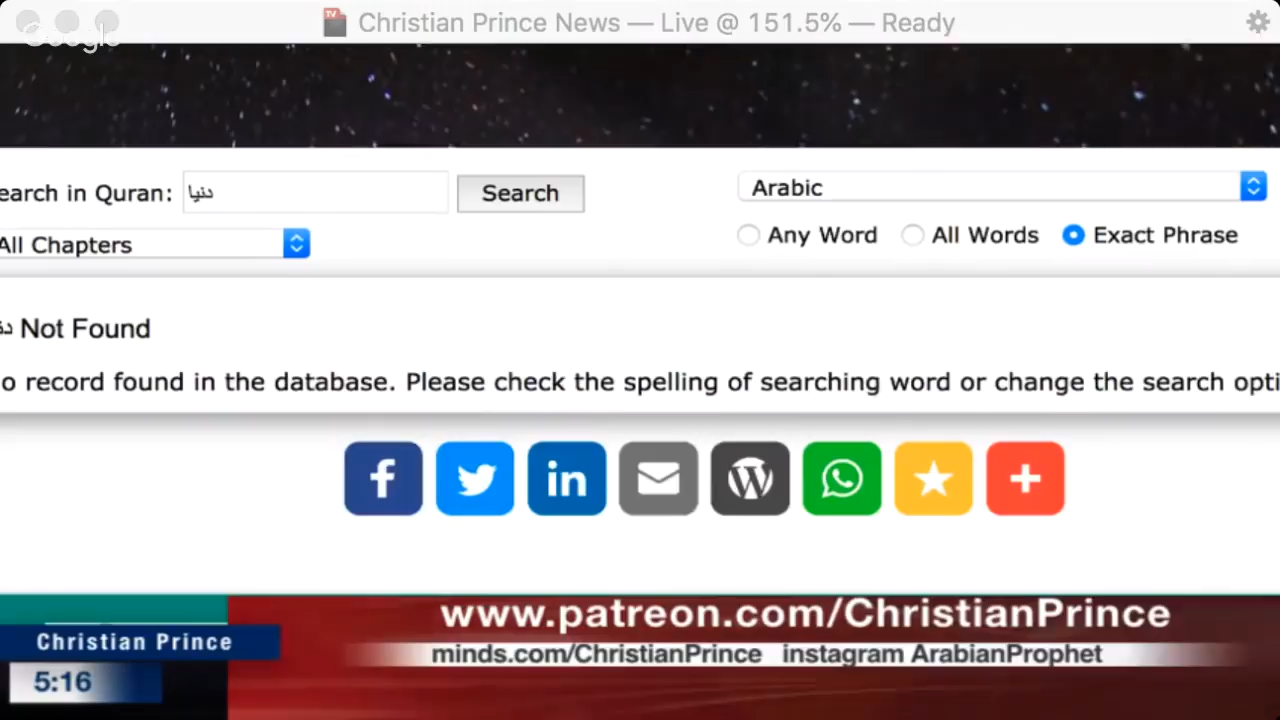 Christian Prince News — Live @ 151.5% — Ready
Google
earch in Quran: دنيا Search Arabic
All Chapters Any Word All Words Exact Phrase
Not Found
o record found in the database. Please check the spelling of searching word or change the search opti
www.patreon.com/ChristianPrince
Christian Prince
minds.com/ChristianPrince instagram ArabianProphet
5:16